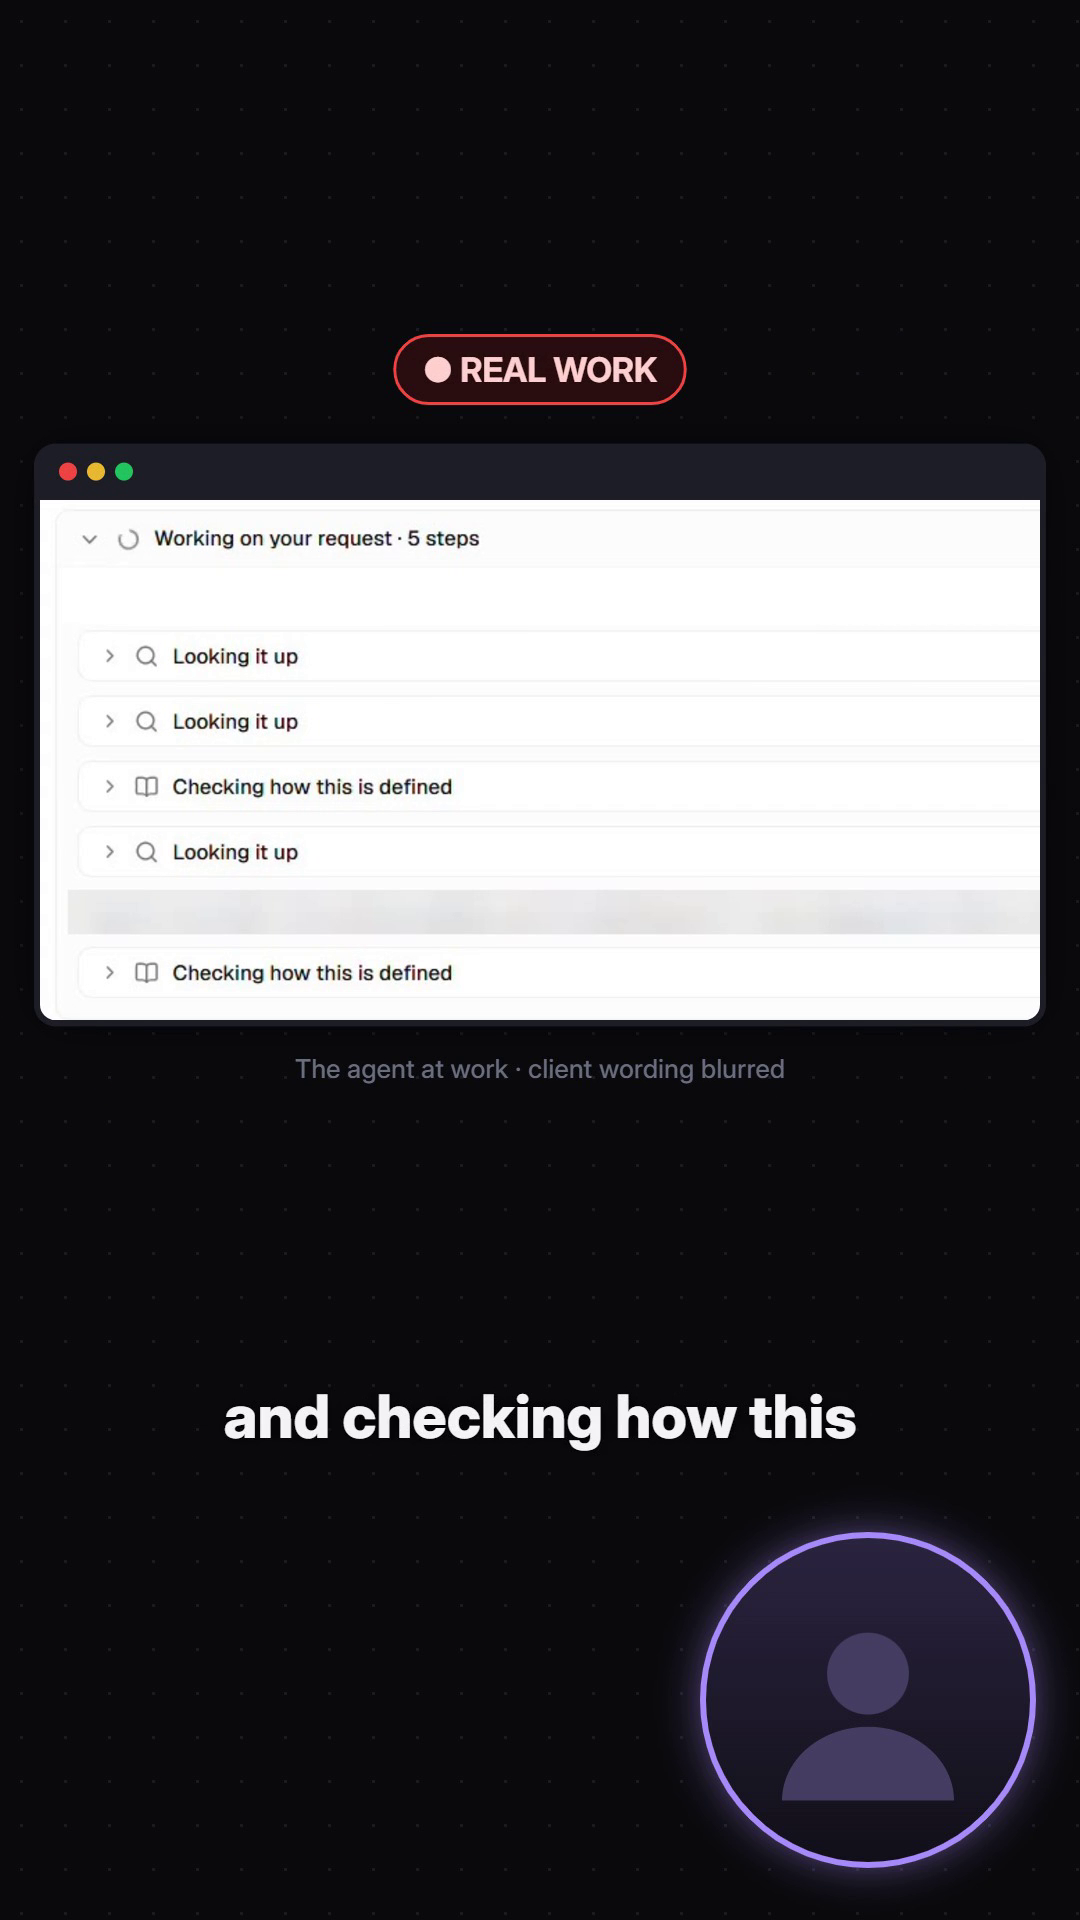 REAL WORK
Working on your request · 5 steps
Looking it up
Looking it up
Checking how this is defined
Looking it up
Checking how this is defined
The agent at work · client wording blurred
and checking how this